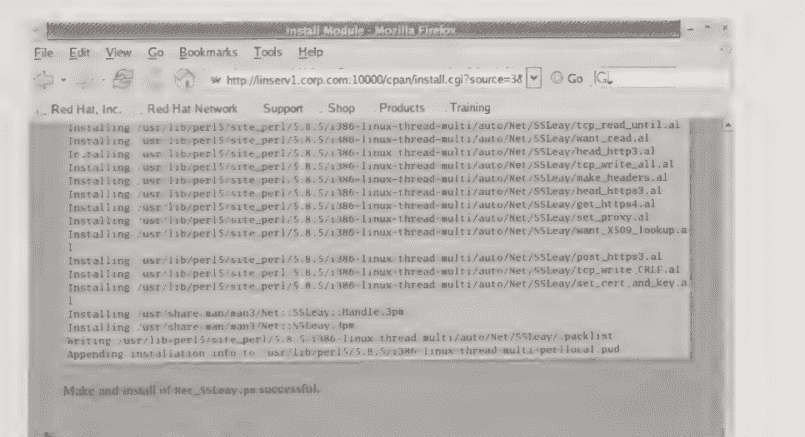 Install Module - Mozilla Firefox
File Edit View Go Bookmarks Tools Help
http://linserv1.corp.com:10000/cpan/install.cgi?source=3& Go
Red Hat, Inc. Red Hat Network Support Shop Products Training
Installing /usr/lib/perl5/site_perl/5.8.5/i386-linux-thread-multi/auto/Net/SSLeay/tcp_read_until.al
Installing /usr/lib/perl5/site_perl/5.8.5/i386-linux-thread-multi/auto/Net/SSLeay/want_read.al
Installing /usr/lib/perl5/site_perl/5.8.5/i386-linux-thread-multi/auto/Net/SSLeay/head_http3.al
Installing /usr/lib/perl5/site_perl/5.8.5/i386-linux-thread-multi/auto/Net/SSLeay/tcp_write_all.al
Installing /usr/lib/perl5/site_perl/5.8.5/i386-linux-thread-multi/auto/Net/SSLeay/make_headers.al
Installing /usr/lib/perl5/site_perl/5.8.5/i386-linux-thread-multi/auto/Net/SSLeay/head_https3.al
Installing /usr/lib/perl5/site_perl/5.8.5/i386-linux-thread-multi/auto/Net/SSLeay/get_https4.al
Installing /usr/lib/perl5/site_perl/5.8.5/i386-linux-thread-multi/auto/Net/SSLeay/set_proxy.al
Installing /usr/lib/perl5/site_perl/5.8.5/i386-linux-thread-multi/auto/Net/SSLeay/want_X509_lookup.a
l
Installing /usr/lib/perl5/site_perl/5.8.5/i386-linux-thread-multi/auto/Net/SSLeay/post_https3.al
Installing /usr/lib/perl5/site_perl/5.8.5/i386-linux-thread-multi/auto/Net/SSLeay/tcp_write_CRLF.al
Installing /usr/lib/perl5/site_perl/5.8.5/i386-linux-thread-multi/auto/Net/SSLeay/set_cert_and_key.a
l
Installing /usr/share/man/man3/Net::SSLeay::Handle.3pm
Installing /usr/share/man/man3/Net::SSLeay.3pm
Writing /usr/lib/perl5/site_perl/5.8.5/i386-linux-thread-multi/auto/Net/SSLeay/.packlist
Appending installation info to /usr/lib/perl5/5.8.5/i386-linux-thread-multi/perllocal.pod
Make and install of Net_SSLeay.pm successful.